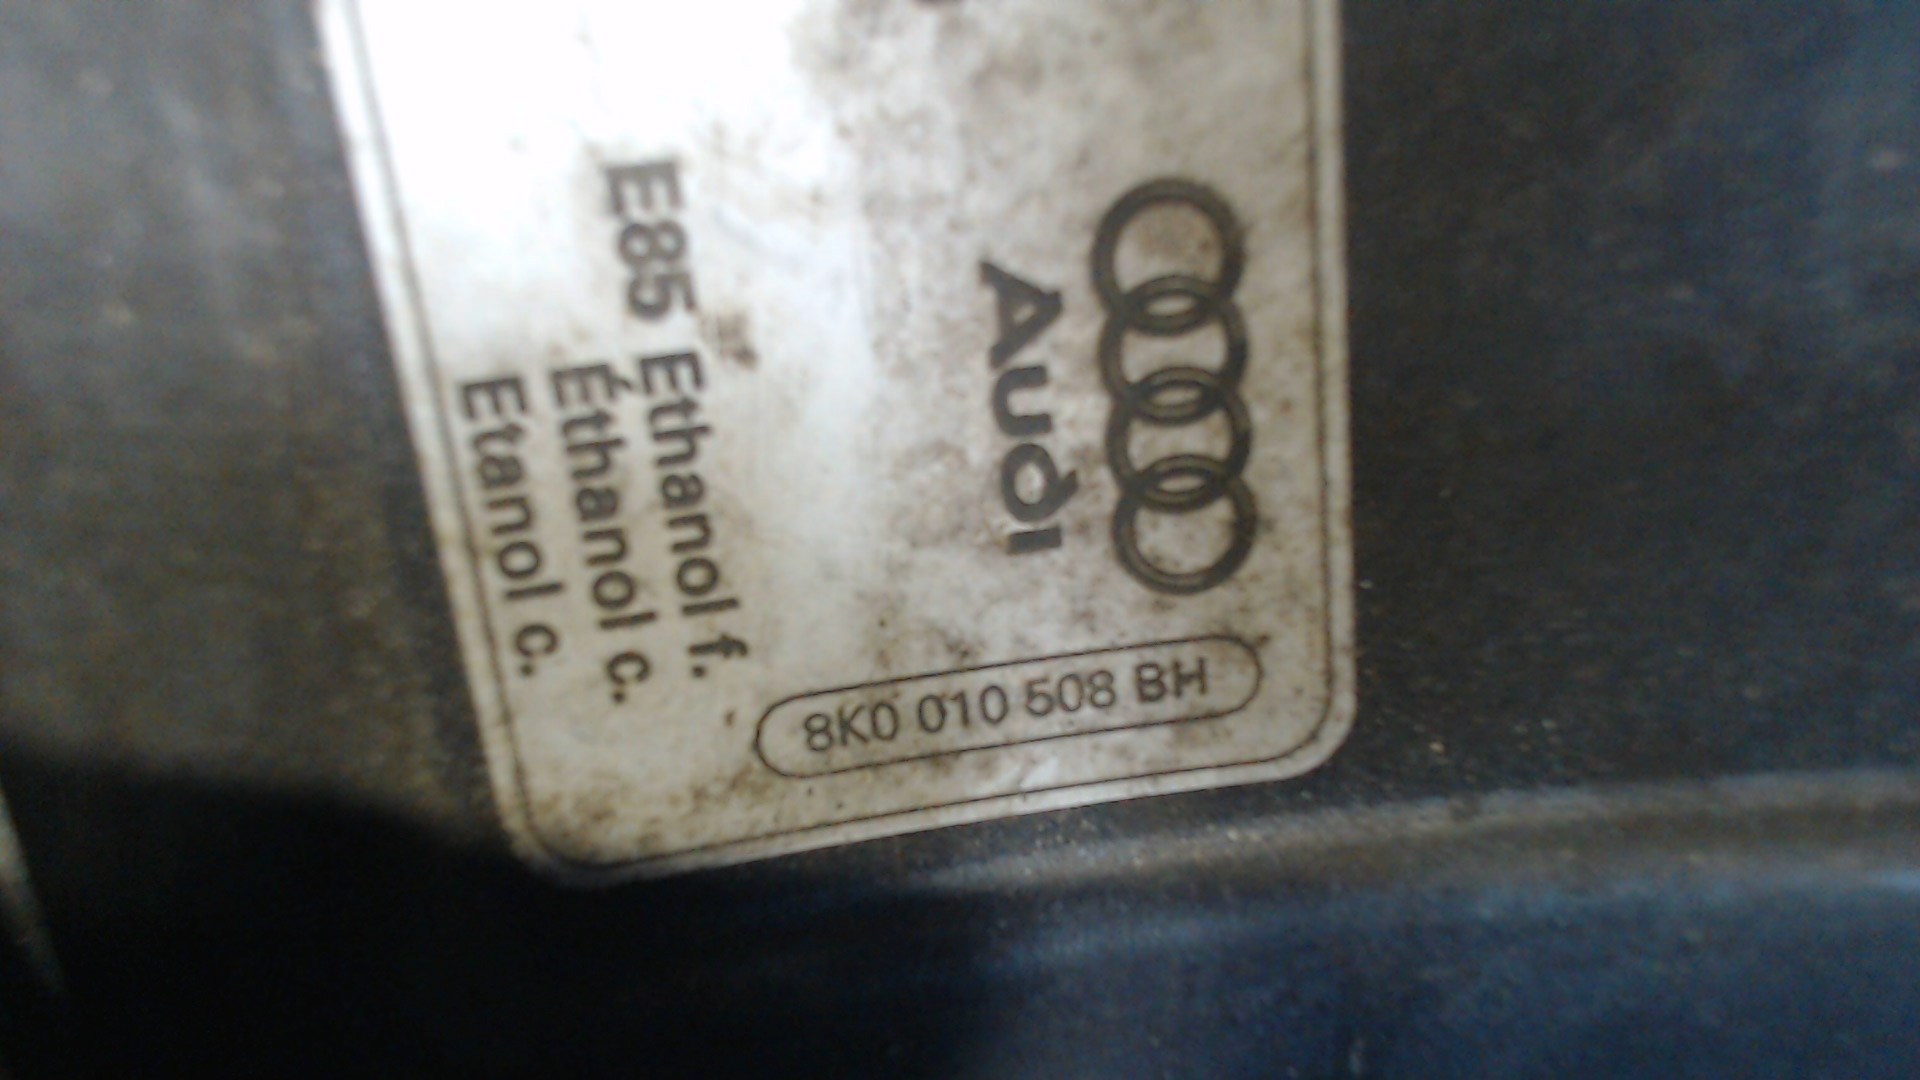 Audi
E85 Ethanol f.
Éthanol c.
Etanol c.
8K0 010 508 BH